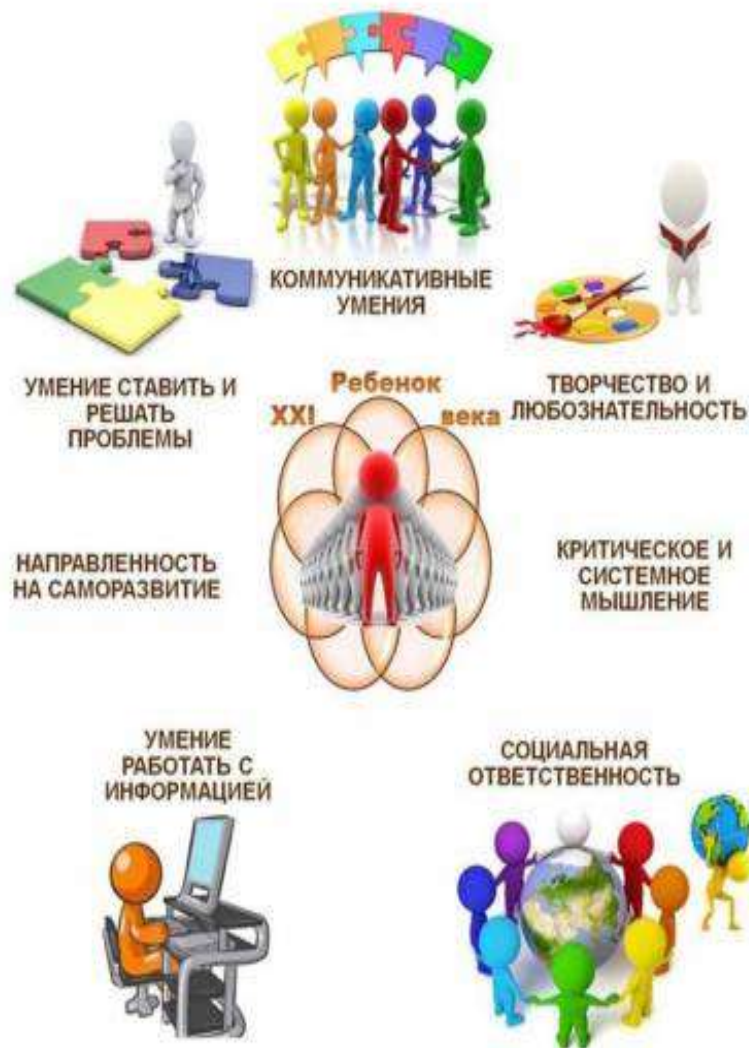 КОММУНИКАТИВНЫЕ
УМЕНИЯ
УМЕНИЕ СТАВИТЬ И
РЕШАТЬ
ПРОБЛЕМЫ
ТВОРЧЕСТВО И
ЛЮБОЗНАТЕЛЬНОСТЬ
Ребенок
XXI века
НАПРАВЛЕННОСТЬ
НА САМОРАЗВИТИЕ
КРИТИЧЕСКОЕ И
СИСТЕМНОЕ
МЫШЛЕНИЕ
УМЕНИЕ
РАБОТАТЬ С
ИНФОРМАЦИЕЙ
СОЦИАЛЬНАЯ
ОТВЕТСТВЕННОСТЬ